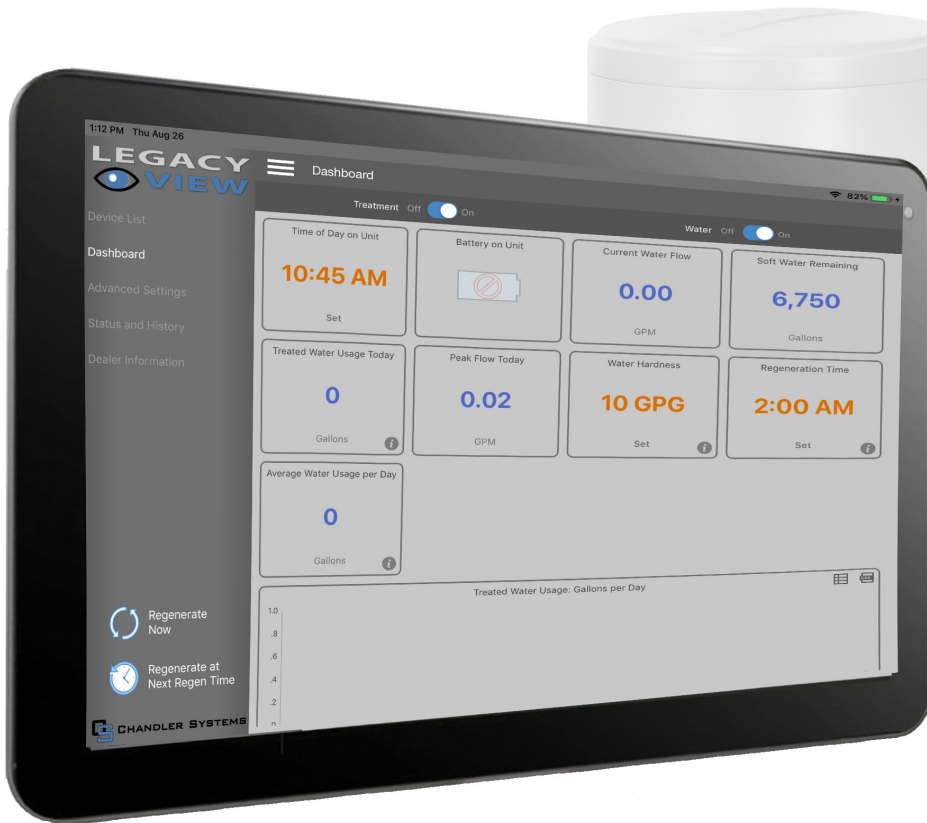 1:12 PM Thu Aug 26
82%
LEGACY
VIEW
Dashboard
Treatment Off On
Water Off On
Device List
Dashboard
Advanced Settings
Status and History
Dealer Information
Time of Day on Unit
10:45 AM
Set
Battery on Unit
Current Water Flow
0.00
GPM
Soft Water Remaining
6,750
Gallons
Treated Water Usage Today
0
Gallons
Peak Flow Today
0.02
GPM
Water Hardness
10 GPG
Set
Regeneration Time
2:00 AM
Set
Average Water Usage per Day
0
Gallons
Treated Water Usage: Gallons per Day
1.0
.8
.6
.4
.2
Regenerate
Now
Regenerate at
Next Regen Time
CS CHANDLER SYSTEMS